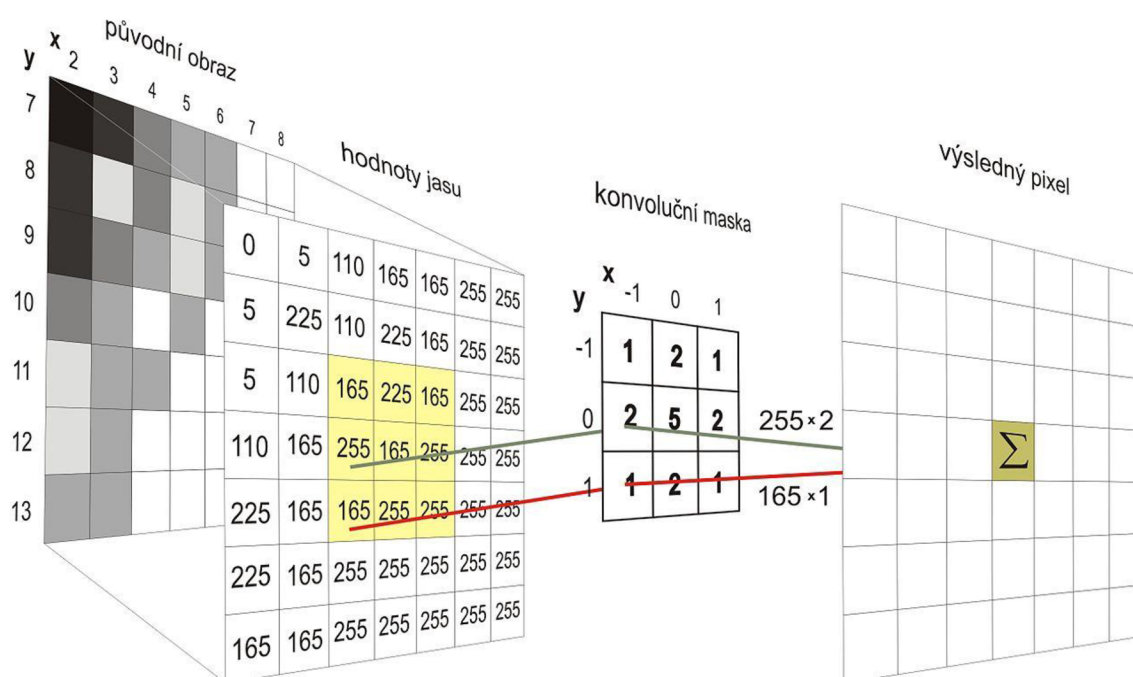 původní obraz
x
y
2 3 4 5 6 7 8
7
8
9
10
11
12
13
hodnoty jasu
0 5 110 165 165 255 255
5 225 110 225 165 255 255
5 110 165 225 165 255 255
110 165 255 165 255 255 255
225 165 165 255 255 255 255
225 165 255 255 255 255 255
165 165 255 255 255 255 255
konvoluční maska
x
y
-1 0 1
-1 1 2 1
0 2 5 2
1 1 2 1
255×2
165×1
výsledný pixel
Σ